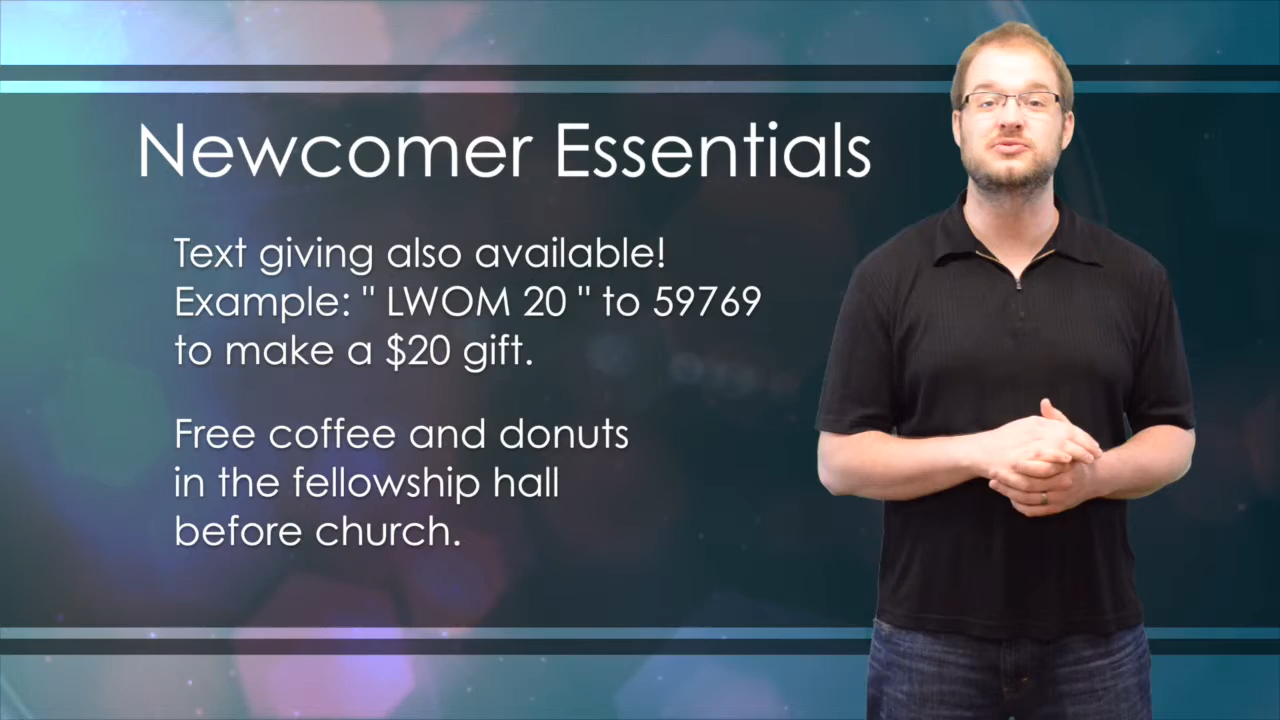 Newcomer Essentials
Text giving also available!
Example: " LWOM 20 " to 59769
to make a $20 gift.
Free coffee and donuts
in the fellowship hall
before church.